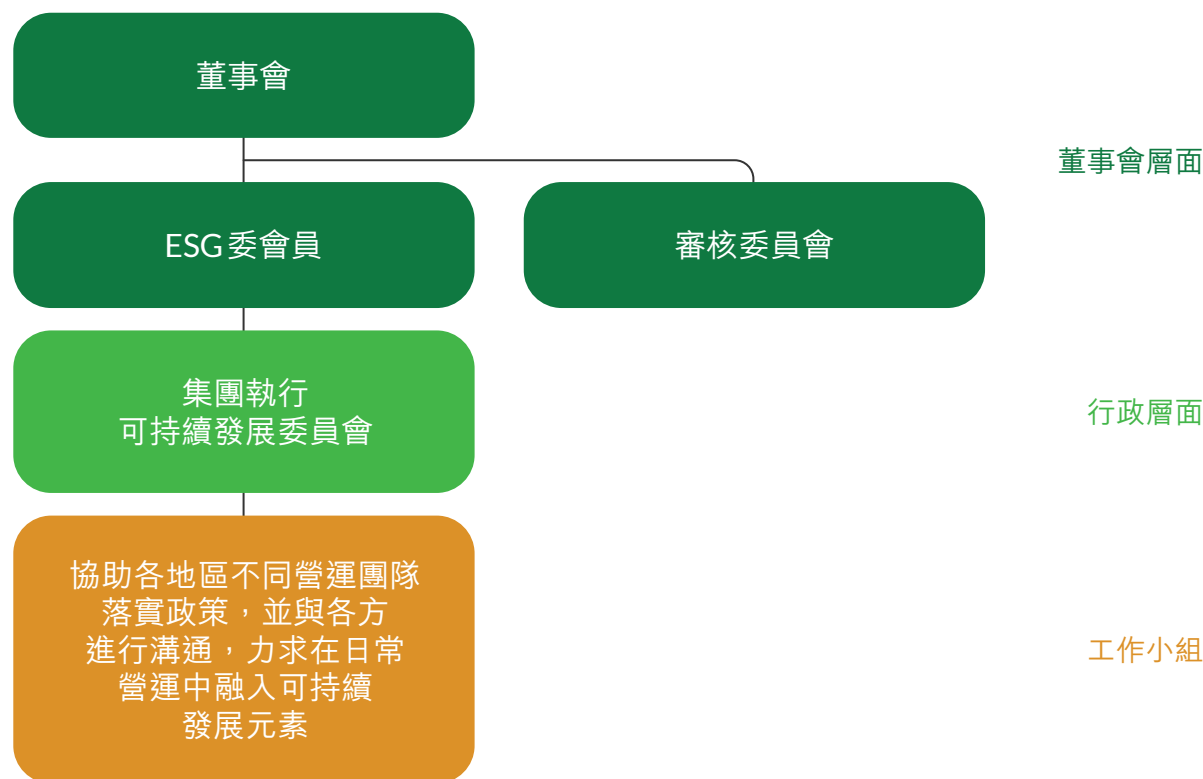 董事會
董事會層面
ESG委會員
審核委員會
集團執行
可持續發展委員會
行政層面
協助各地區不同營運團隊
落實政策，並與各方
進行溝通，力求在日常
營運中融入可持續
發展元素
工作小組